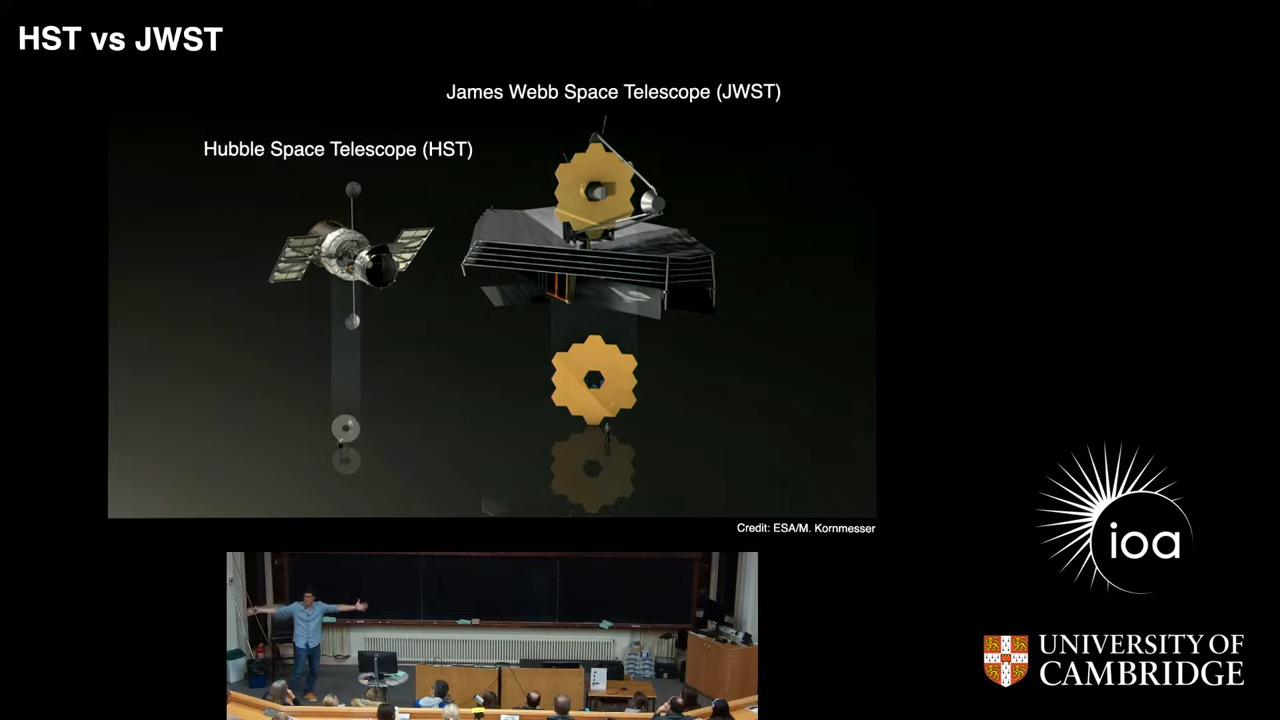 HST vs JWST
James Webb Space Telescope (JWST)
Hubble Space Telescope (HST)
Credit: ESA/M. Kornmesser
ioa
UNIVERSITY OF
CAMBRIDGE